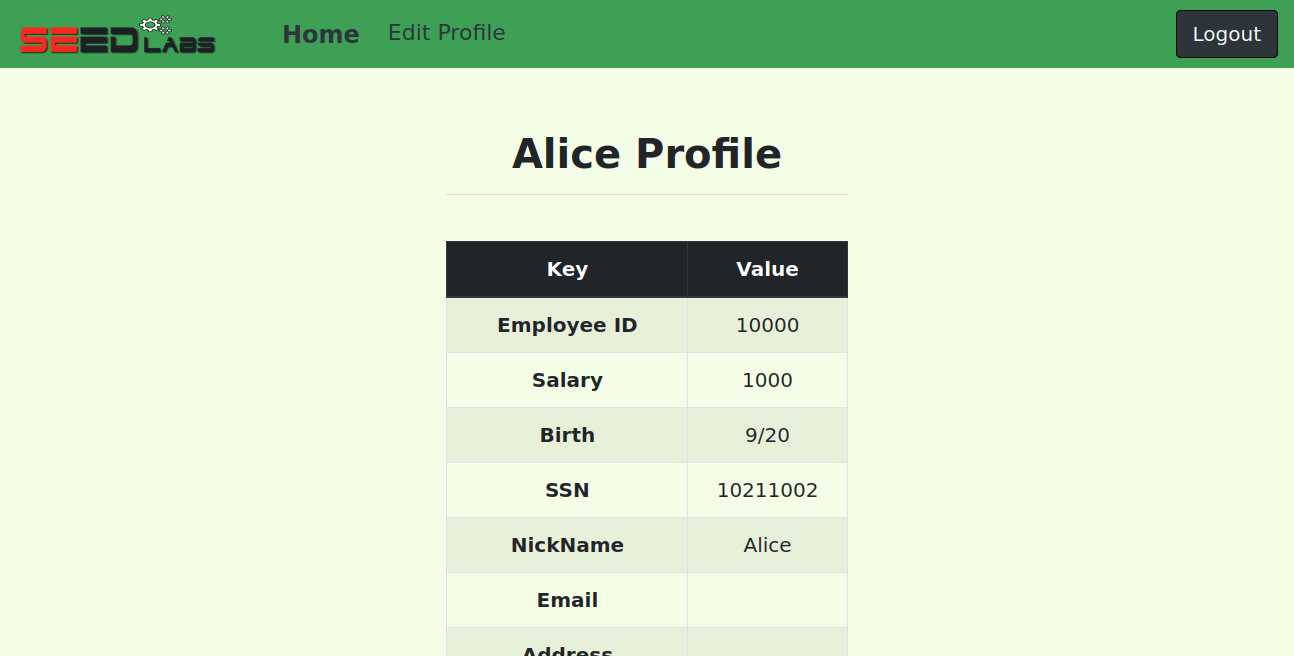 SEED LABS Home Edit Profile Logout
Alice Profile
Key Value
Employee ID 10000
Salary 1000
Birth 9/20
SSN 10211002
NickName Alice
Email
Address